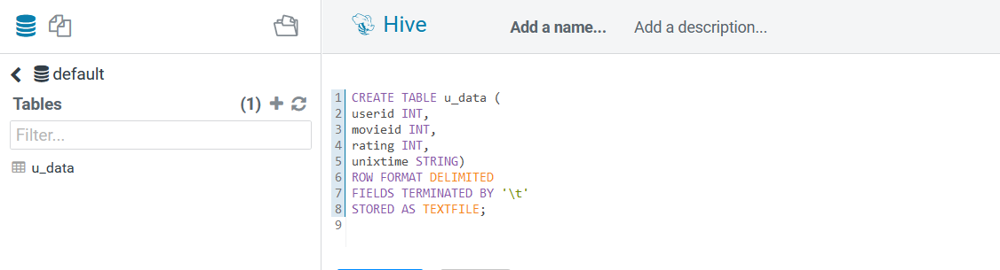 Hive
Add a name...
Add a description...
default
Tables (1)
Filter...
u_data
1 CREATE TABLE u_data (
2 userid INT,
3 movieid INT,
4 rating INT,
5 unixtime STRING)
6 ROW FORMAT DELIMITED
7 FIELDS TERMINATED BY '\t'
8 STORED AS TEXTFILE;
9